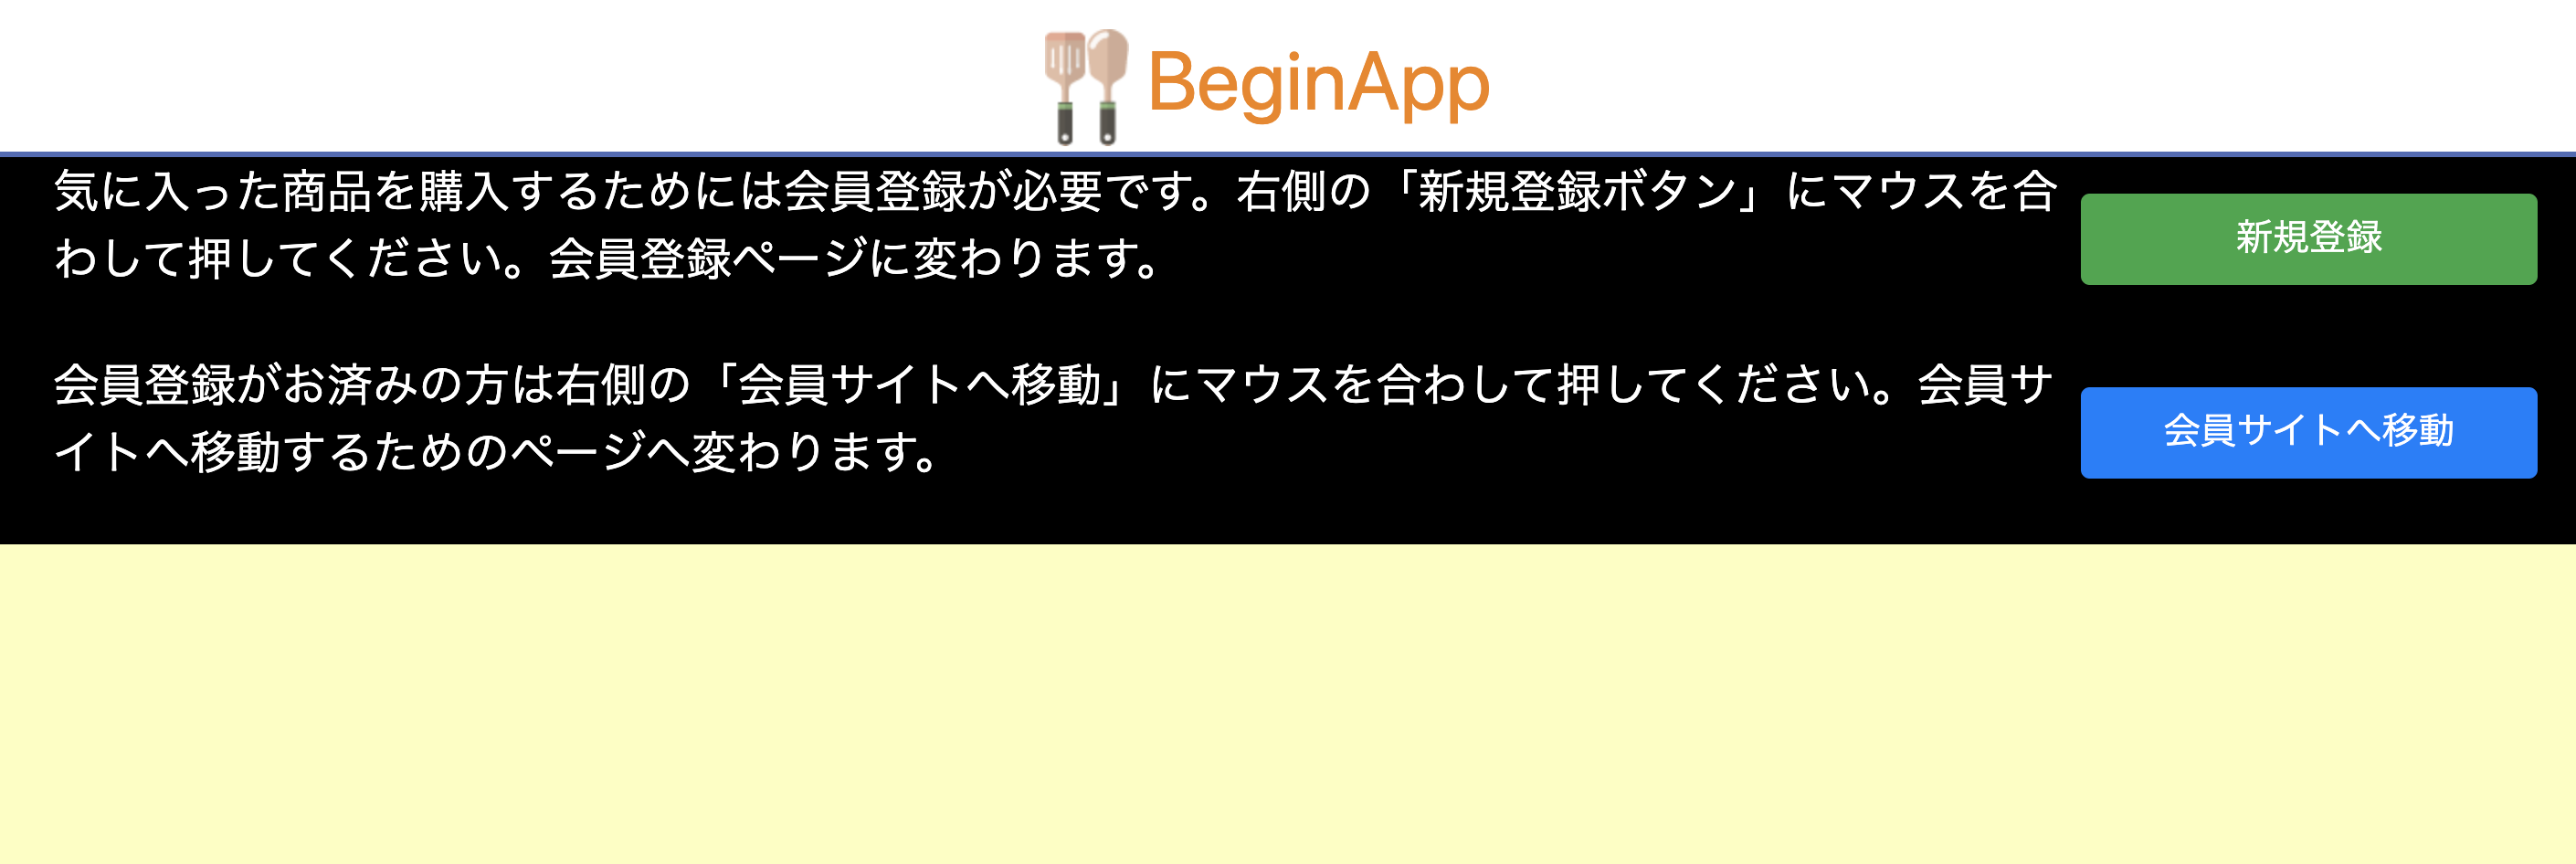 BeginApp
気に入った商品を購入するためには会員登録が必要です。右側の「新規登録ボタン」にマウスを合
わして押してください。会員登録ページに変わります。
新規登録
会員登録がお済みの方は右側の「会員サイトへ移動」にマウスを合わして押してください。会員サ
イトへ移動するためのページへ変わります。
会員サイトへ移動